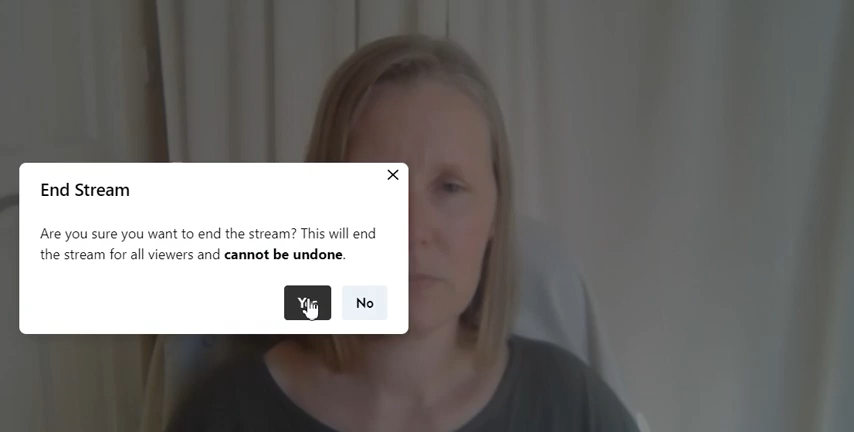 End Stream
Are you sure you want to end the stream? This will end
the stream for all viewers and cannot be undone.
No